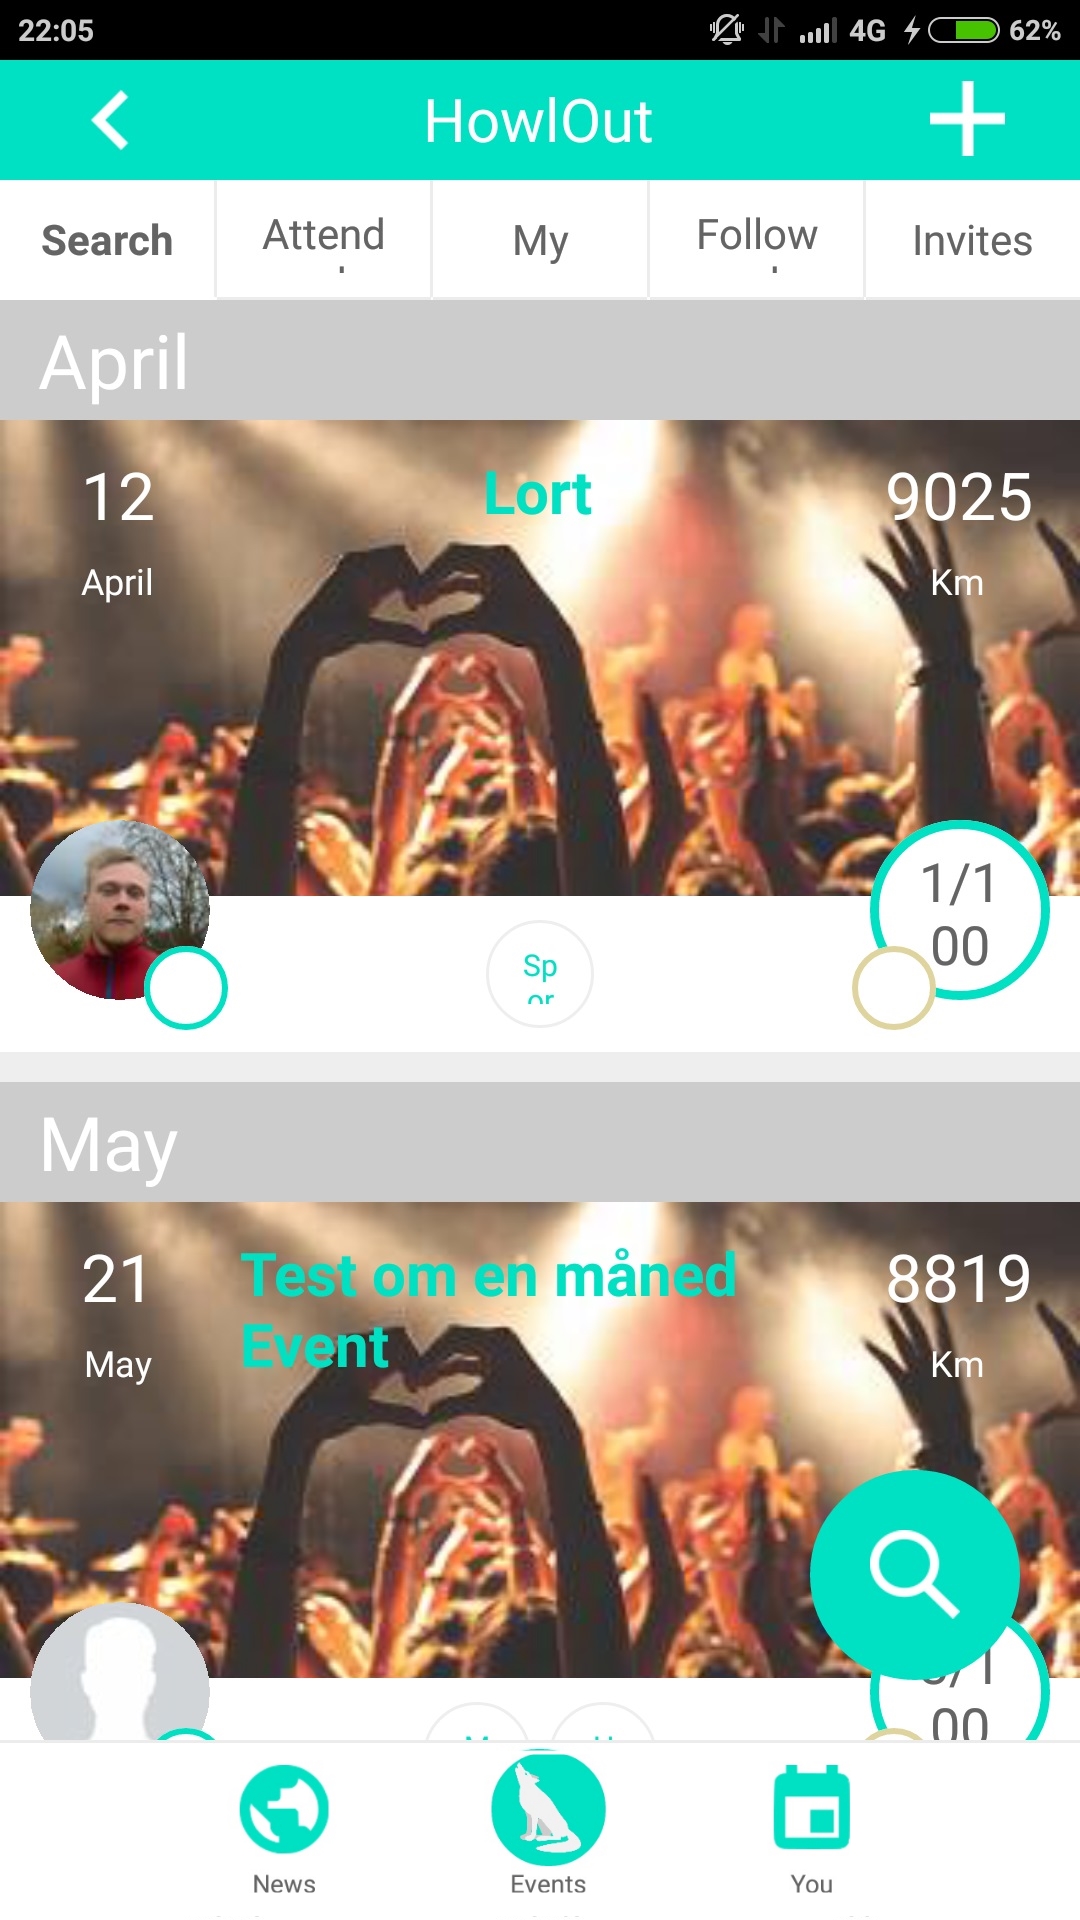 22:05 4G 62%
HowlOut
Search Attend My Follow Invites
April
12 Lort 9025
April Km
1/1
00
Sp
or
May
21 Test om en måned 8819
Event
May Km
00
News Events You